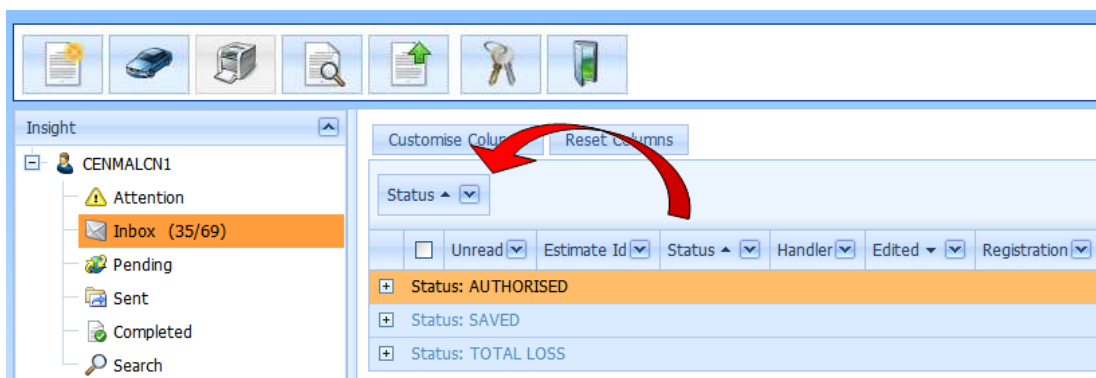 Insight
CENMALCN1
Attention
Inbox (35/69)
Pending
Sent
Completed
Search
Customise Reset Columns
Status
Unread Estimate Id Status Handler Edited Registration
Status: AUTHORISED
Status: SAVED
Status: TOTAL LOSS